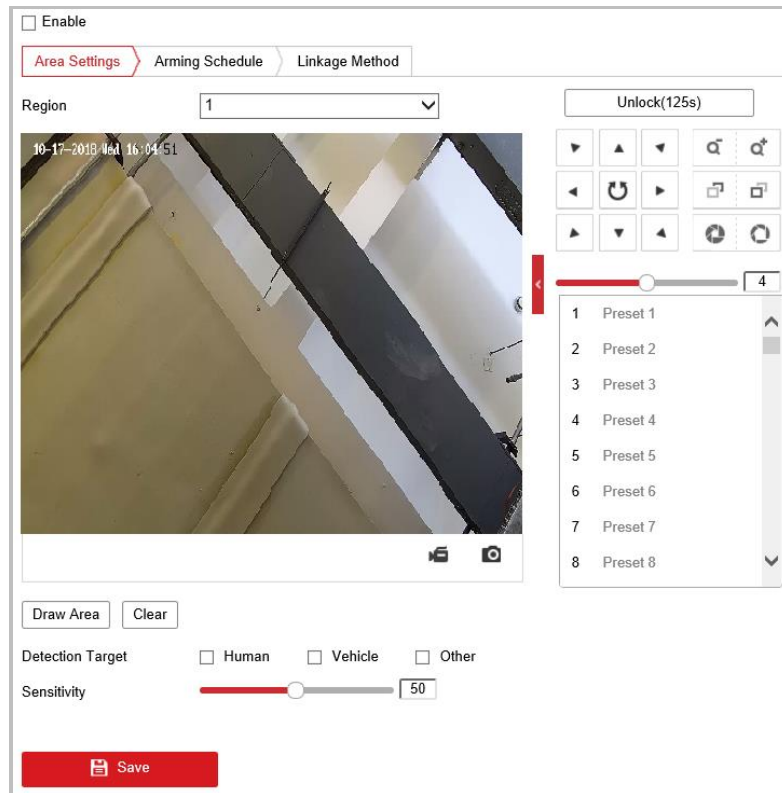 Enable
Area Settings Arming Schedule Linkage Method
Region 1
Unlock(125s)
10-17-2018 Wed 16:04:51
4
1 Preset 1
2 Preset 2
3 Preset 3
4 Preset 4
5 Preset 5
6 Preset 6
7 Preset 7
8 Preset 8
Draw Area Clear
Detection Target Human Vehicle Other
Sensitivity 50
Save